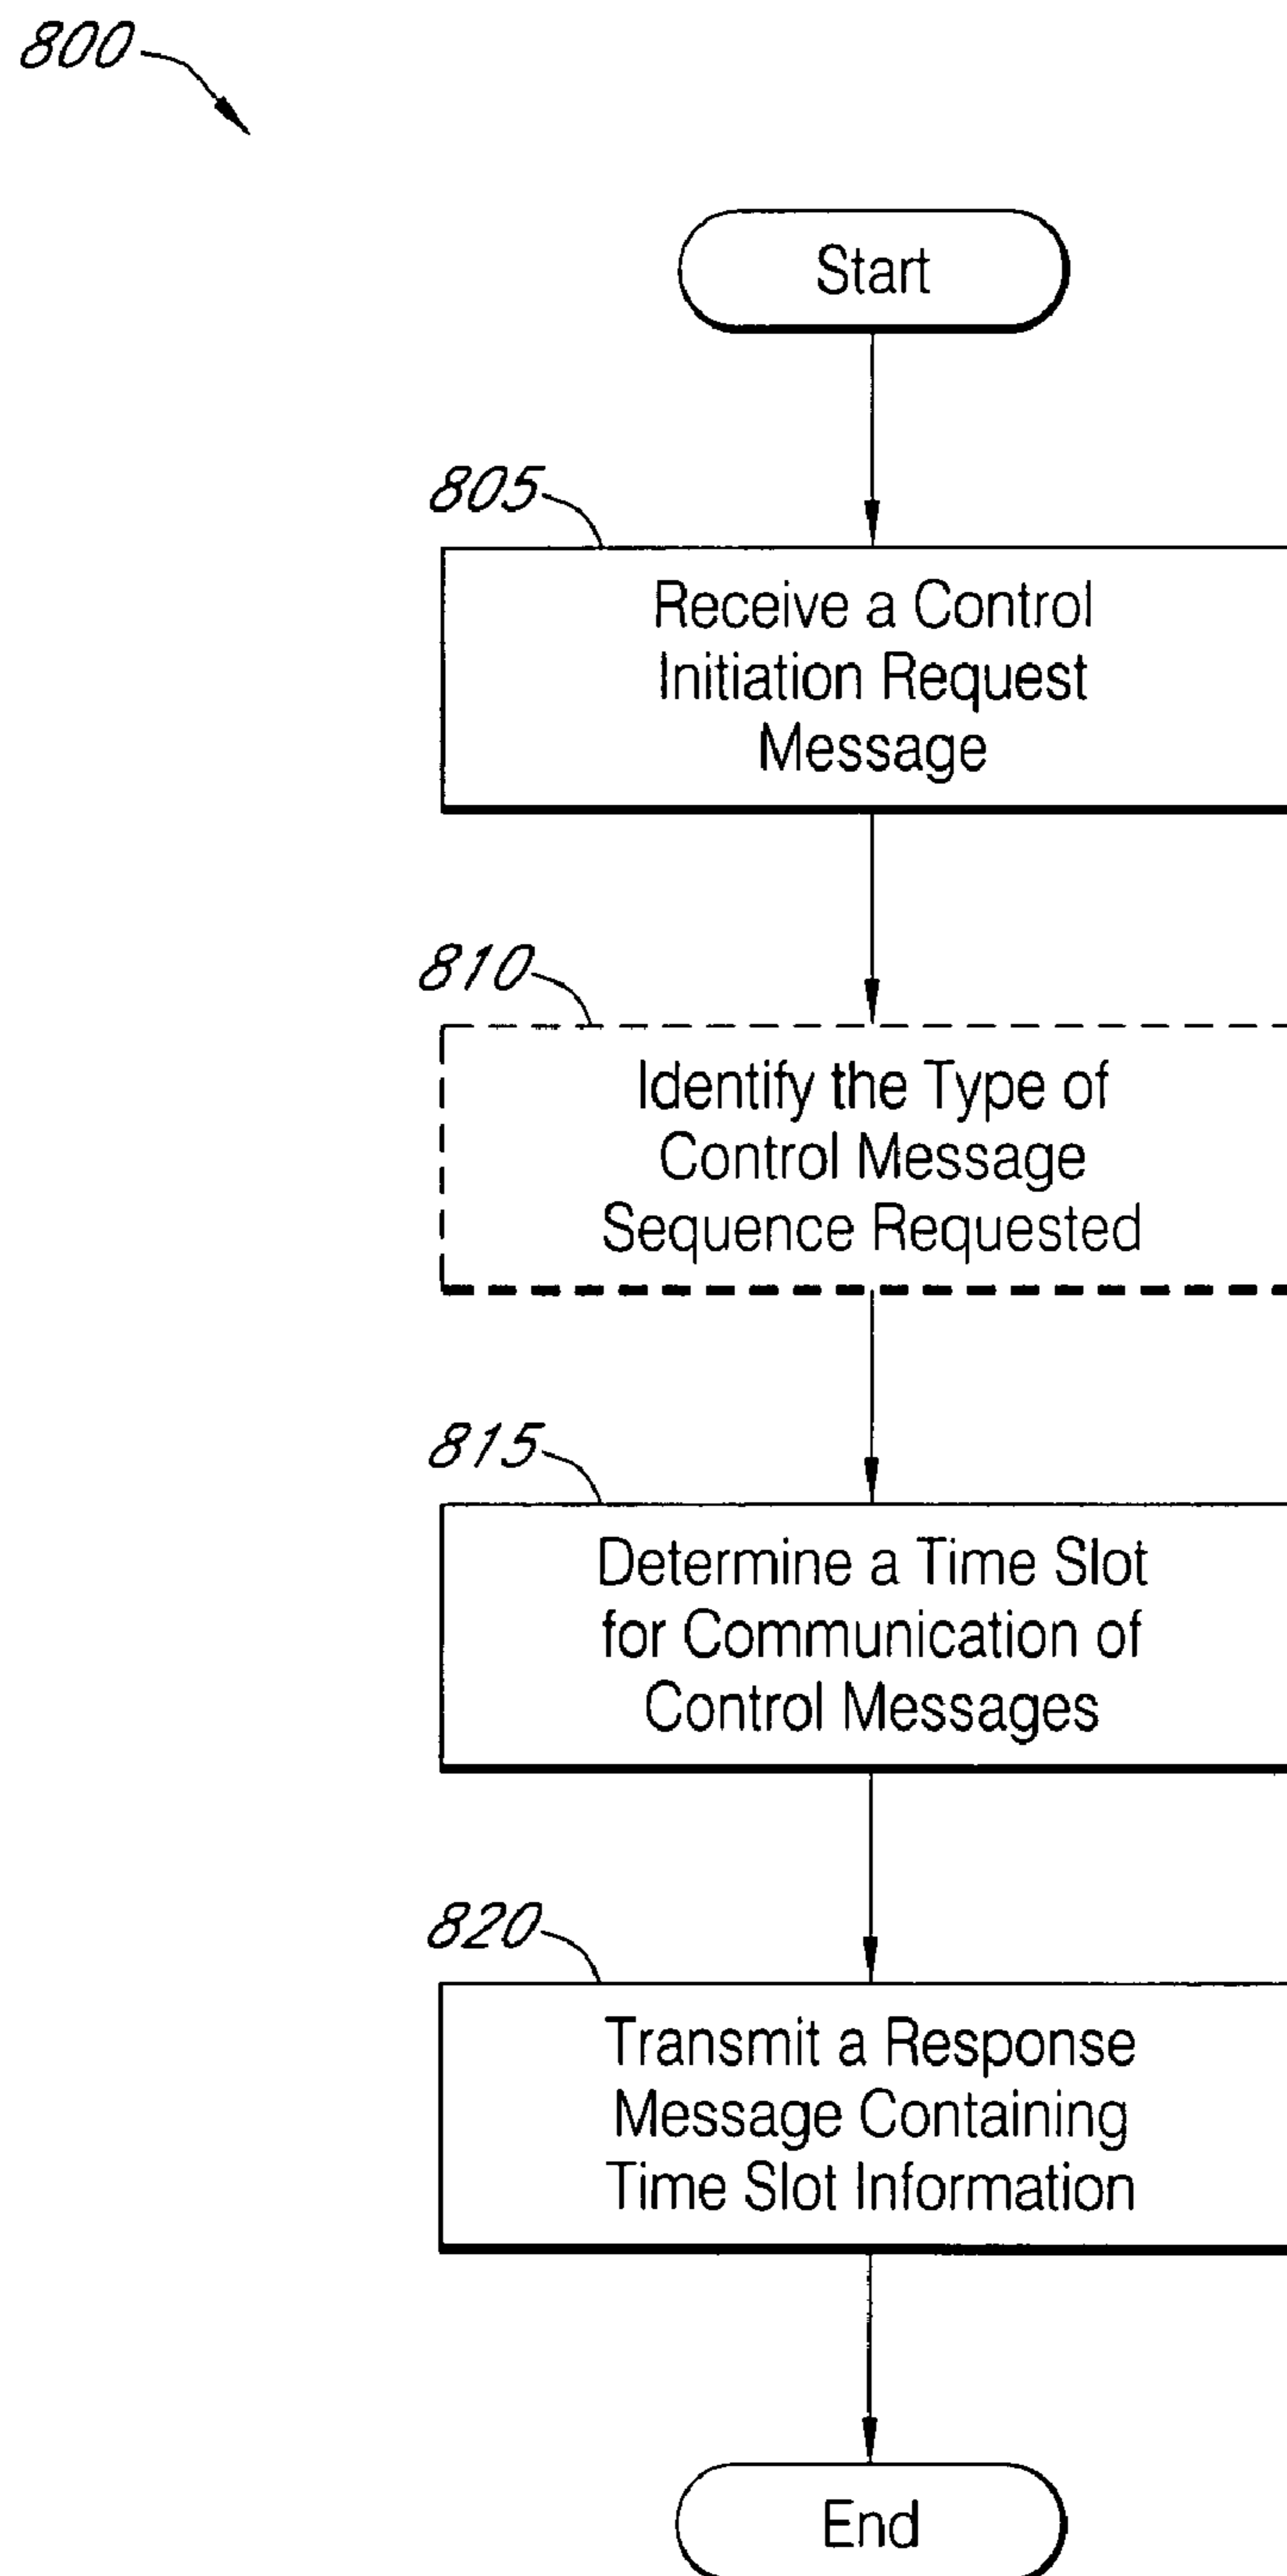 800
Start
805
Receive a Control
Initiation Request
Message
810
Identify the Type of
Control Message
Sequence Requested
815
Determine a Time Slot
for Communication of
Control Messages
820
Transmit a Response
Message Containing
Time Slot Information
End